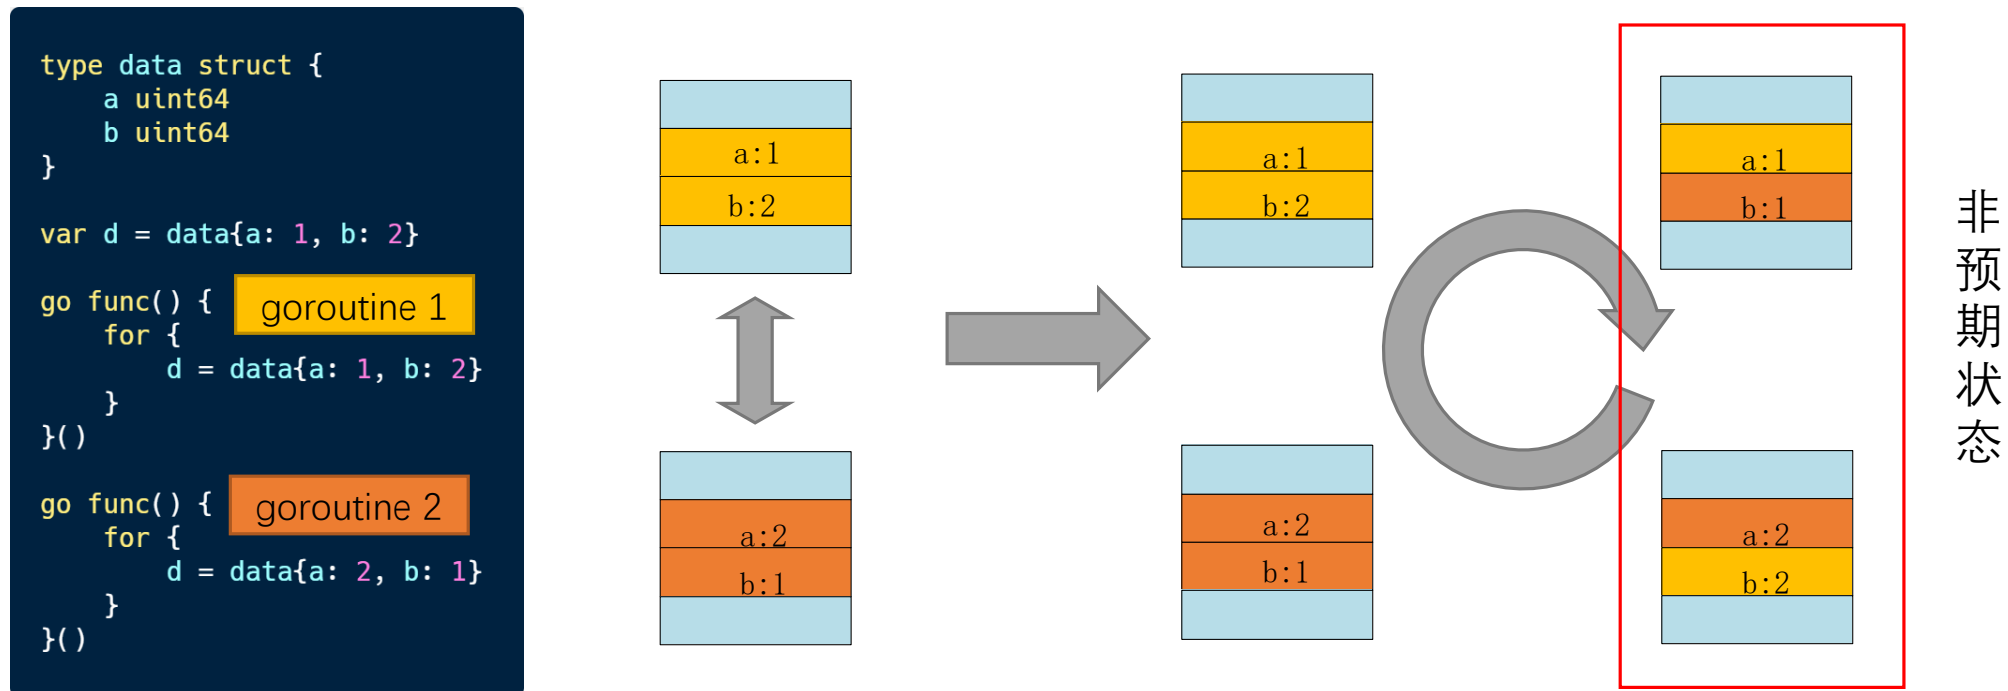 type data struct {
a uint64
b uint64
}
var d = data{a: 1, b: 2}
go func() {
goroutine 1
for {
d = data{a: 1, b: 2}
}
}()
go func() {
goroutine 2
for {
d = data{a: 2, b: 1}
}
}()
a:1
b:2
a:2
b:1
a:1
b:2
a:2
b:1
a:1
b:1
a:2
b:2
非预期状态